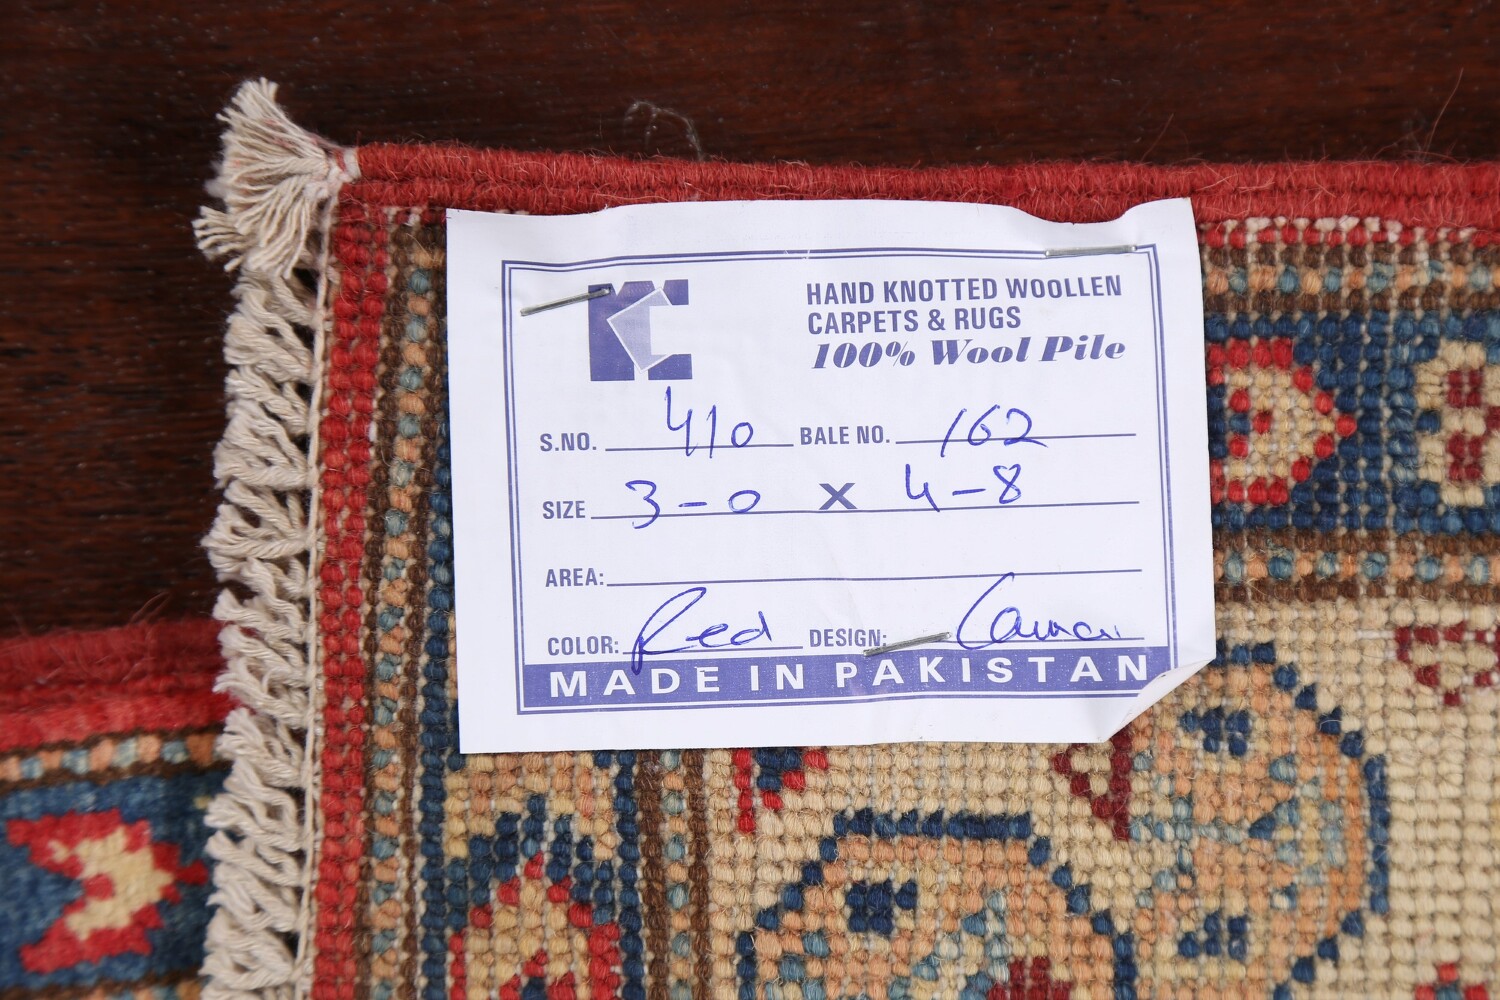 HAND KNOTTED WOOLLEN
CARPETS & RUGS
100% Wool Pile
S.NO. 410 BALE NO. 162
SIZE 3-0 X 4-8
AREA:
COLOR: Red DESIGN:
MADE IN PAKISTAN